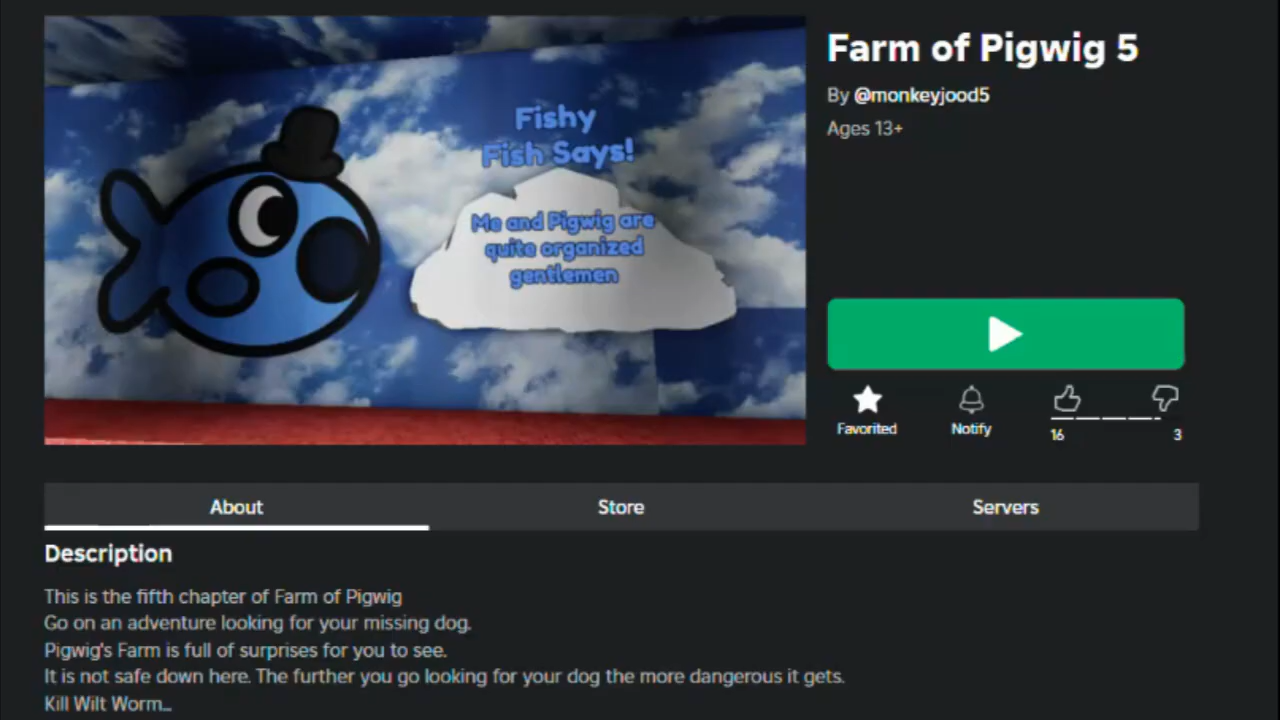 Fishy
Fish Says!
Me and Pigwig are
quite organized
gentlemen
Farm of Pigwig 5
By @monkeyjood5
Ages 13+
Favorited
Notify
16
3
About
Store
Servers
Description
This is the fifth chapter of Farm of Pigwig
Go on an adventure looking for your missing dog.
Pigwig's Farm is full of surprises for you to see.
It is not safe down here. The further you go looking for your dog the more dangerous it gets.
Kill Wilt Worm...